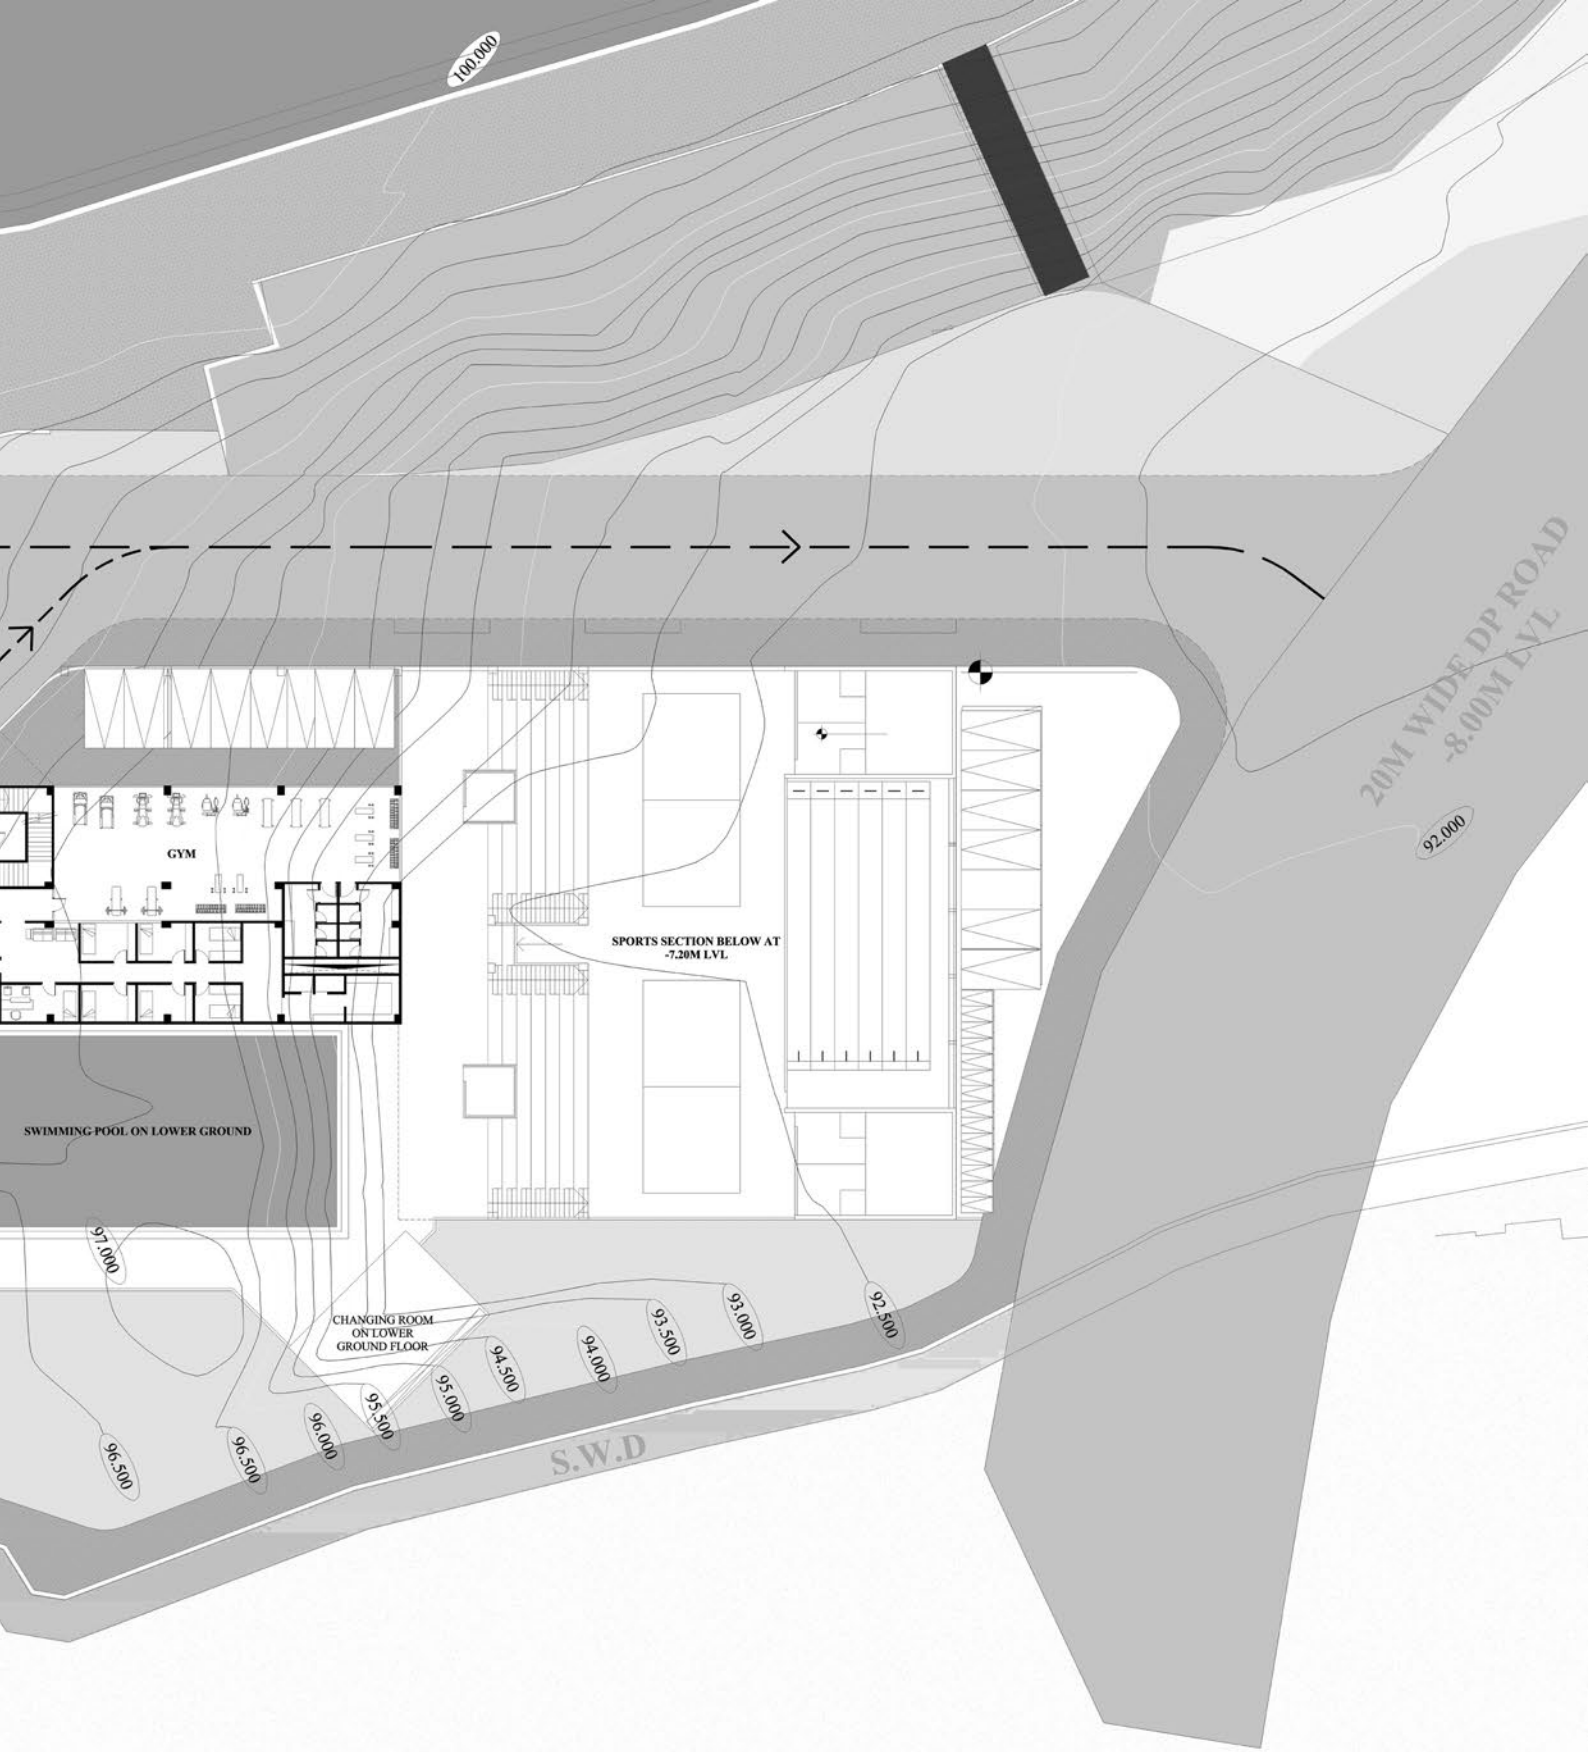 100.000
20M WIDE DP ROAD
-8.00M LVL
92.000
GYM
SPORTS SECTION BELOW AT
-7.20M LVL
SWIMMING POOL ON LOWER GROUND
97.000
CHANGING ROOM
ON LOWER
GROUND FLOOR
92.500
93.000
93.500
94.000
94.500
95.000
95.500
96.000
96.500
96.500
S.W.D